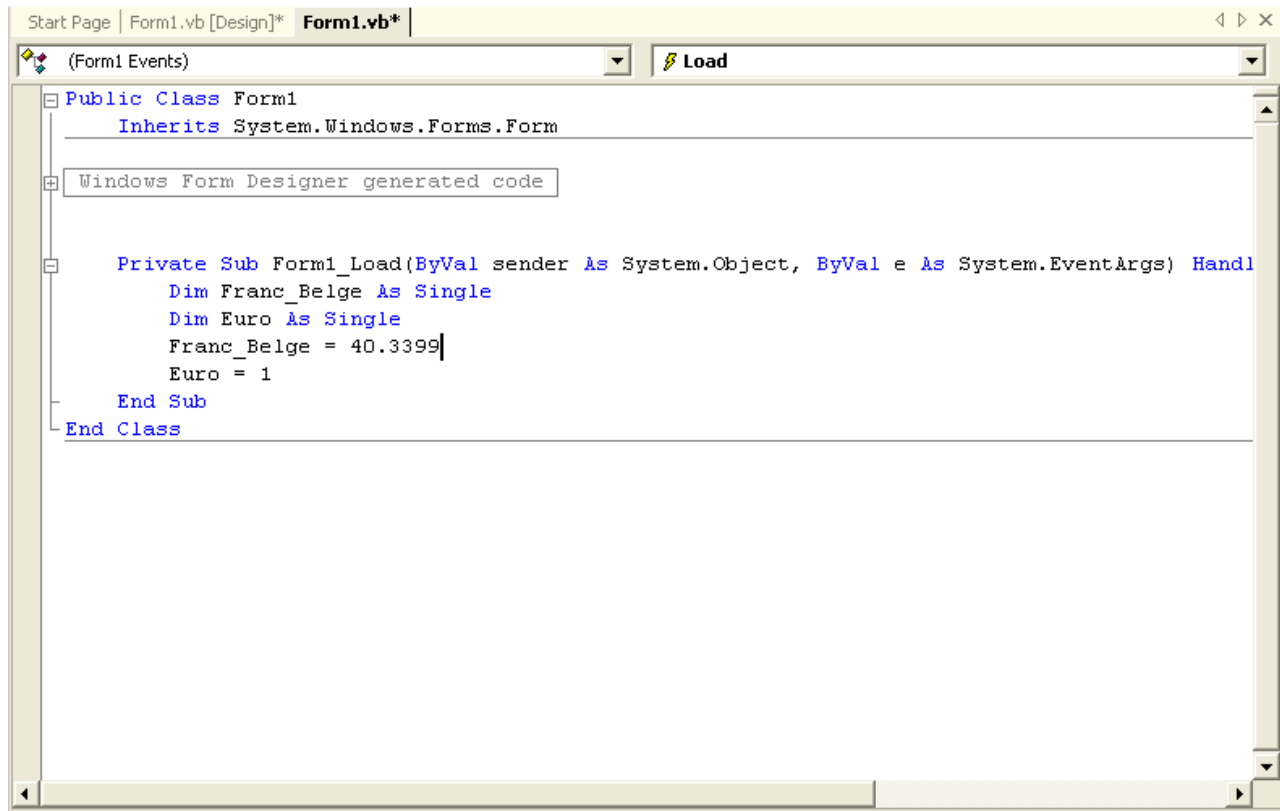 Start Page Form1.vb [Design]* Form1.vb*
(Form1 Events) Load
Public Class Form1
Inherits System.Windows.Forms.Form
Windows Form Designer generated code
Private Sub Form1_Load(ByVal sender As System.Object, ByVal e As System.EventArgs) Handl
Dim Franc_Belge As Single
Dim Euro As Single
Franc_Belge = 40.3399
Euro = 1
End Sub
End Class